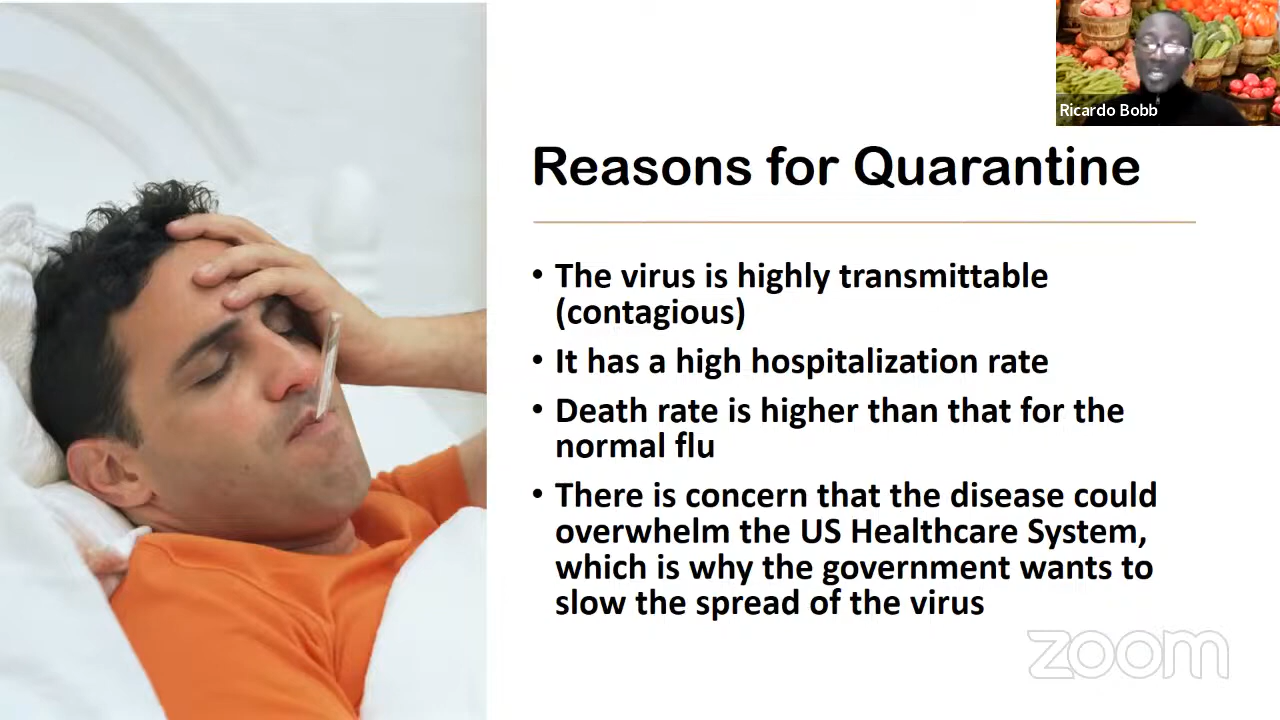 Ricardo Bobb
Reasons for Quarantine
• The virus is highly transmittable
(contagious)
• It has a high hospitalization rate
• Death rate is higher than that for the
normal flu
• There is concern that the disease could
overwhelm the US Healthcare System,
which is why the government wants to
slow the spread of the virus
zoom